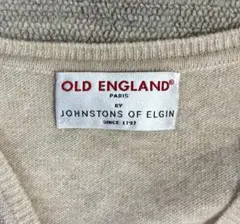 OLD ENGLAND®
PARIS
BY
JOHNSTONS OF ELGIN
SINCE 1797